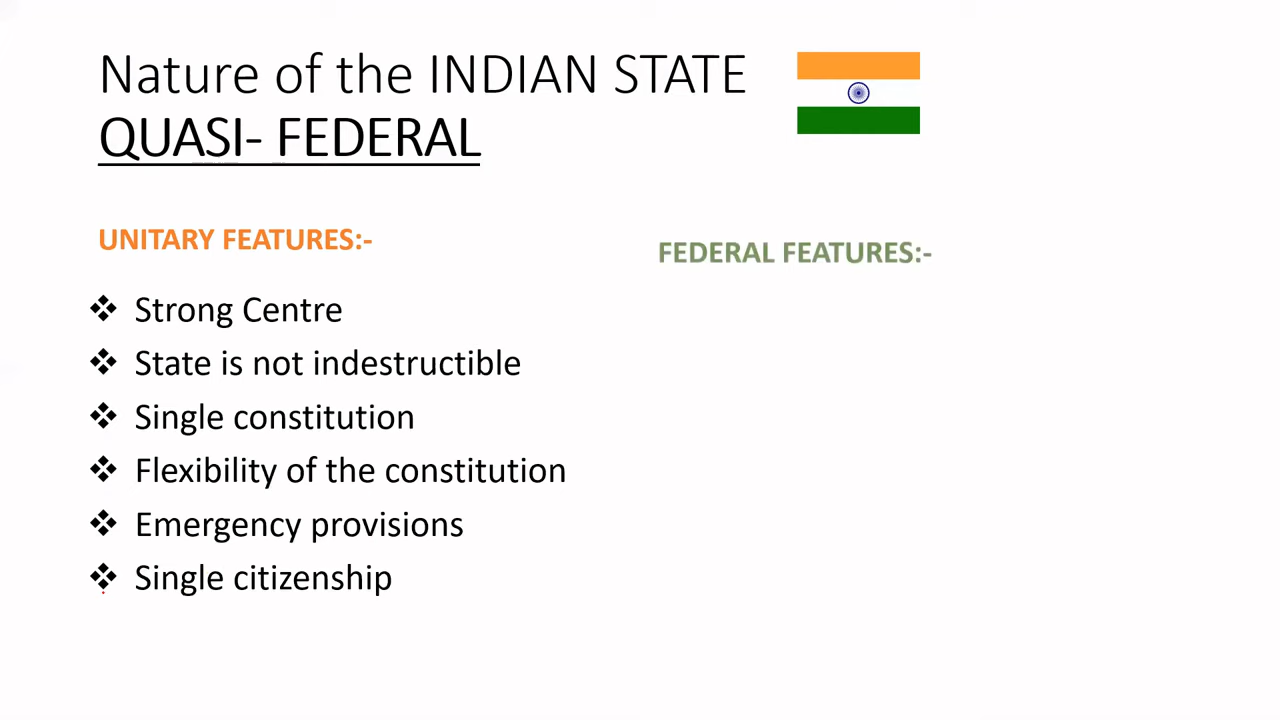 Nature of the INDIAN STATE
QUASI- FEDERAL
UNITARY FEATURES:-
❖ Strong Centre
❖ State is not indestructible
❖ Single constitution
❖ Flexibility of the constitution
❖ Emergency provisions
❖ Single citizenship
FEDERAL FEATURES:-